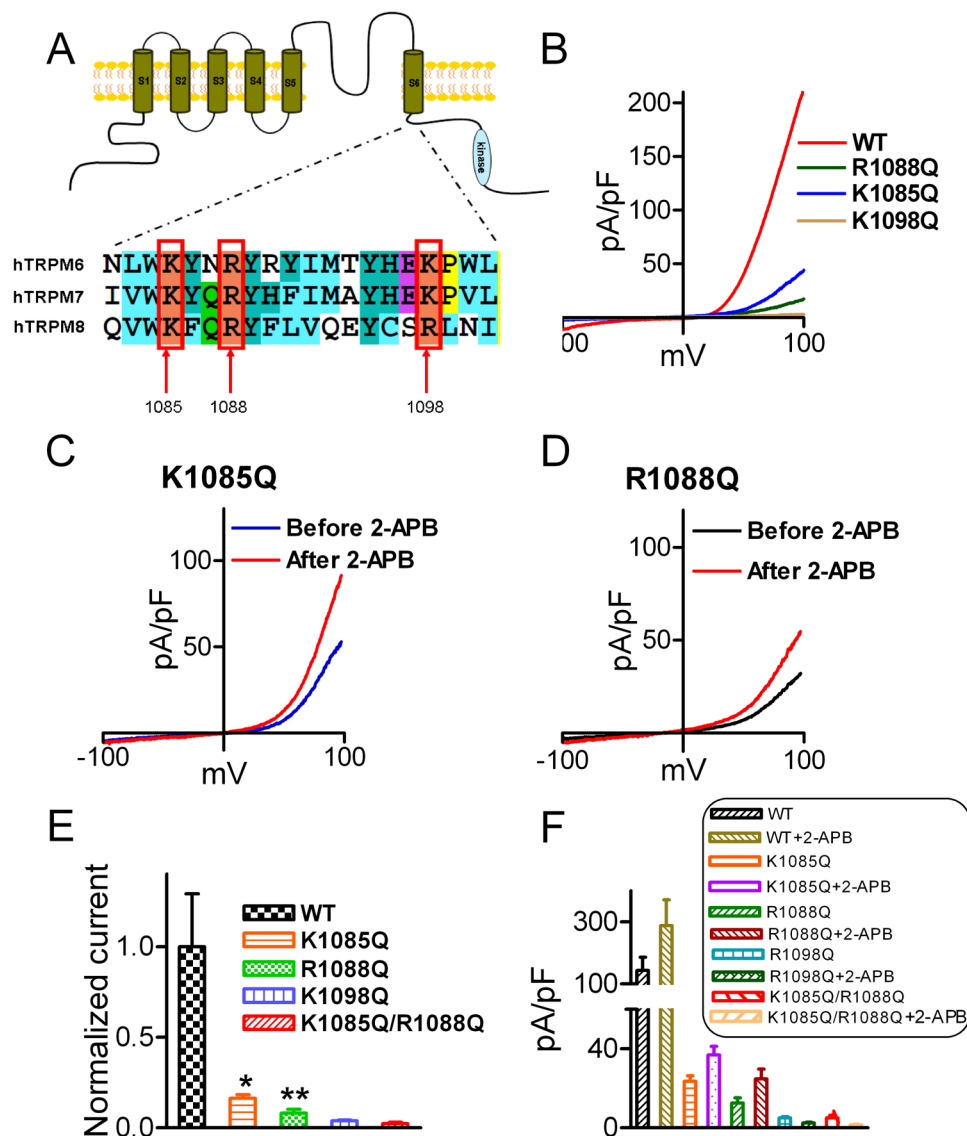 A
S1
S2
S3
S4
S5
S6
kinase
hTRPM6 NLWKYNRYRYIMTYHEKPWL
hTRPM7 IVWKYQRYHFIMAYHEKPVL
hTRPM8 QVWKFQRYFLVQEYCSRLNI
1085
1088
1098
B
200
150
100
50
pA/pF
WT
R1088Q
K1085Q
K1098Q
00
mV
100
C
K1085Q
Before 2-APB
After 2-APB
100
50
pA/pF
-100
mV
100
D
R1088Q
Before 2-APB
After 2-APB
100
50
pA/pF
-100
mV
100
E
Normalized current
1.0
0.5
0.0
*
**
WT
K1085Q
R1088Q
K1098Q
K1085Q/R1088Q
F
WT
WT+2-APB
K1085Q
K1085Q+2-APB
R1088Q
R1088Q+2-APB
R1098Q
R1098Q+2-APB
K1085Q/R1088Q
K1085Q/R1088Q+2-APB
300
100
40
0
pA/pF